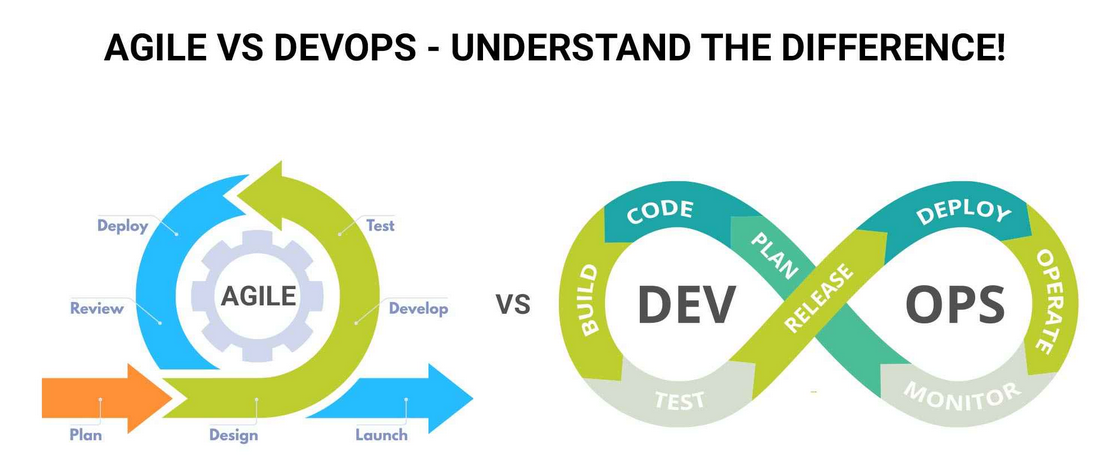 AGILE VS DEVOPS - UNDERSTAND THE DIFFERENCE!
Deploy
Test
Review
AGILE
Develop
Plan
Design
Launch
VS
CODE
PLAN
BUILD
DEV
TEST
RELEASE
DEPLOY
OPS
OPERATE
MONITOR